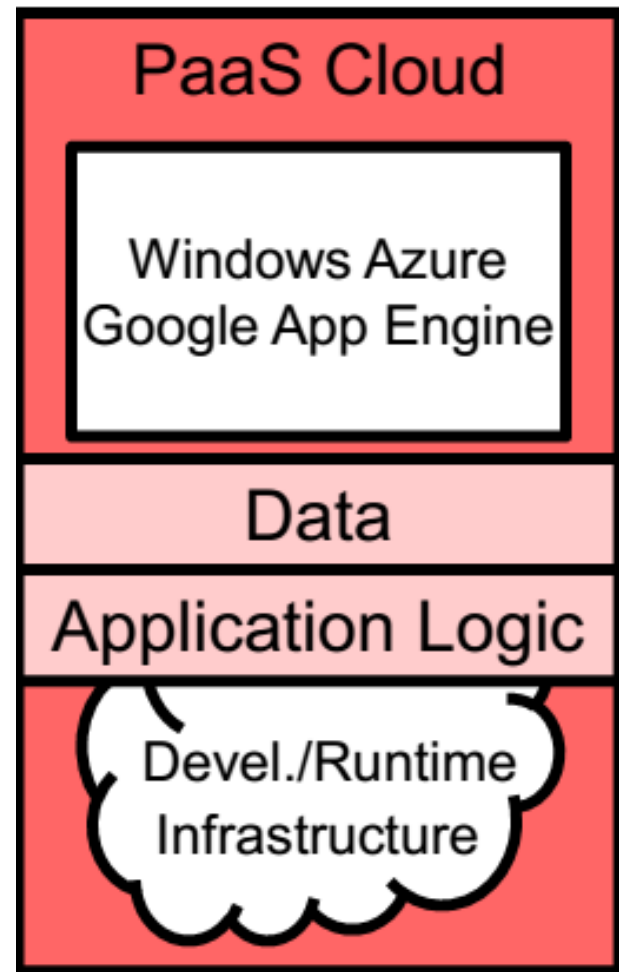 PaaS Cloud
Windows Azure
Google App Engine
Data
Application Logic
Devel./Runtime
Infrastructure